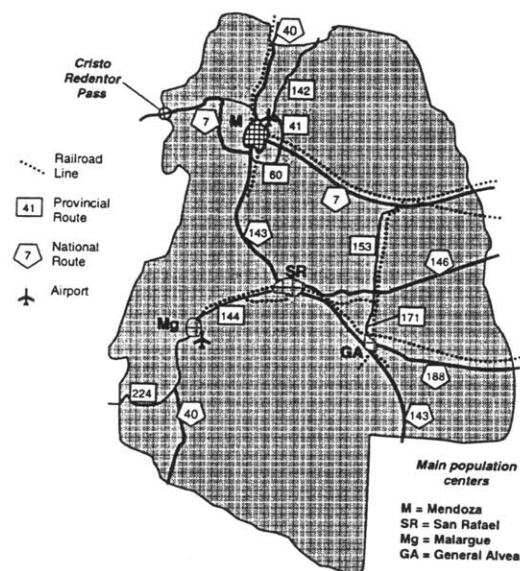 40
Cristo
Redentor
Pass
142
7
M
41
60
7
Railroad
Line
41
Provincial
Route
7
National
Route
Airport
143
153
146
SR
Mg
144
171
GA
188
224
40
143
Main population
centers
M = Mendoza
SR = San Rafael
Mg = Malargue
GA = General Alvea